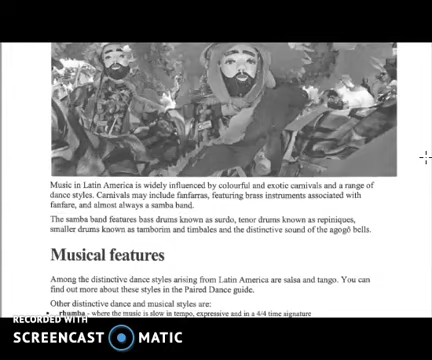 Music in Latin America is widely influenced by colourful and exotic carnivals and a range of
dance styles. Carnivals may include fanfarras, featuring brass instruments associated with
fanfare, and almost always a samba band.
The samba band features bass drums known as surdo, tenor drums known as repiniques,
smaller drums known as tamborim and timbales and the distinctive sound of the agogô bells.
Musical features
Among the distinctive dance styles arising from Latin America are salsa and tango. You can
find out more about these styles in the Paired Dance guide.
Other distinctive dance and musical styles are:
• rhumba - where the music is slow in tempo, expressive and in a 4/4 time signature
RECORDED WITH
SCREENCAST MATIC